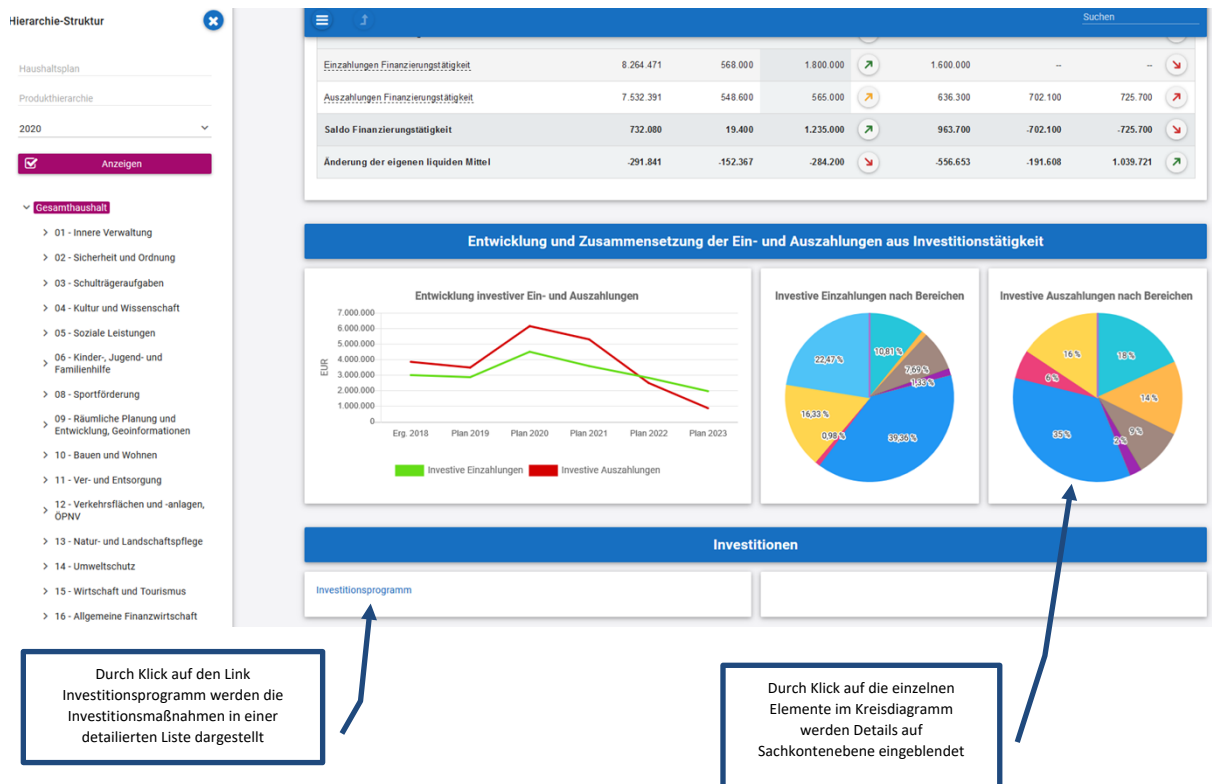 Hierarchie-Struktur
Haushaltsplan
Produkthierarchie
2020
Anzeigen
Gesamthaushalt
01 - Innere Verwaltung
02 - Sicherheit und Ordnung
03 - Schulträgeraufgaben
04 - Kultur und Wissenschaft
05 - Soziale Leistungen
06 - Kinder-, Jugend- und
Familienhilfe
08 - Sportförderung
09 - Räumliche Planung und
Entwicklung, Geoinformationen
10 - Bauen und Wohnen
11 - Ver- und Entsorgung
12 - Verkehrsflächen und -anlagen,
ÖPNV
13 - Natur- und Landschaftspflege
14 - Umweltschutz
15 - Wirtschaft und Tourismus
16 - Allgemeine Finanzwirtschaft
Suchen
Einzahlungen Finanzierungstätigkeit 8.264.471 568.000 1.800.000 1.600.000 -- --
Auszahlungen Finanzierungstätigkeit 7.532.391 548.600 565.000 636.300 702.100 725.700
Saldo Finanzierungstätigkeit 732.080 19.400 1.235.000 963.700 -702.100 -725.700
Änderung der eigenen liquiden Mittel -291.841 -152.367 -284.200 -556.653 -191.608 1.039.721
Entwicklung und Zusammensetzung der Ein- und Auszahlungen aus Investitionstätigkeit
Entwicklung investiver Ein- und Auszahlungen
EUR
7.000.000
6.000.000
5.000.000
4.000.000
3.000.000
2.000.000
1.000.000
0
Erg. 2018 Plan 2019 Plan 2020 Plan 2021 Plan 2022 Plan 2023
Investive Einzahlungen Investive Auszahlungen
Investive Einzahlungen nach Bereichen
10,81 %
22,47 %
7,69 %
1,33 %
16,33 %
0,98 %
39,36 %
Investive Auszahlungen nach Bereichen
16 %
18 %
6 %
14 %
35 %
9 %
2 %
Investitionen
Investitionsprogramm
Durch Klick auf den Link
Investitionsprogramm werden die
Investitionsmaßnahmen in einer
detailierten Liste dargestellt
Durch Klick auf die einzelnen
Elemente im Kreisdiagramm
werden Details auf
Sachkontenebene eingeblendet